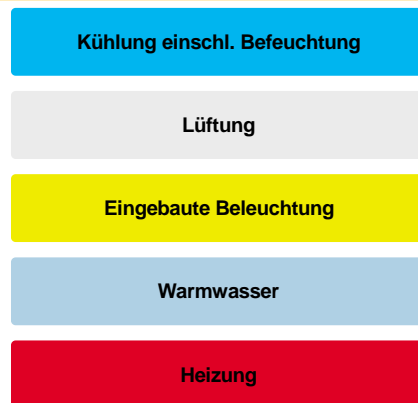 Kühlung einschl. Befeuchtung
Lüftung
Eingebaute Beleuchtung
Warmwasser
Heizung